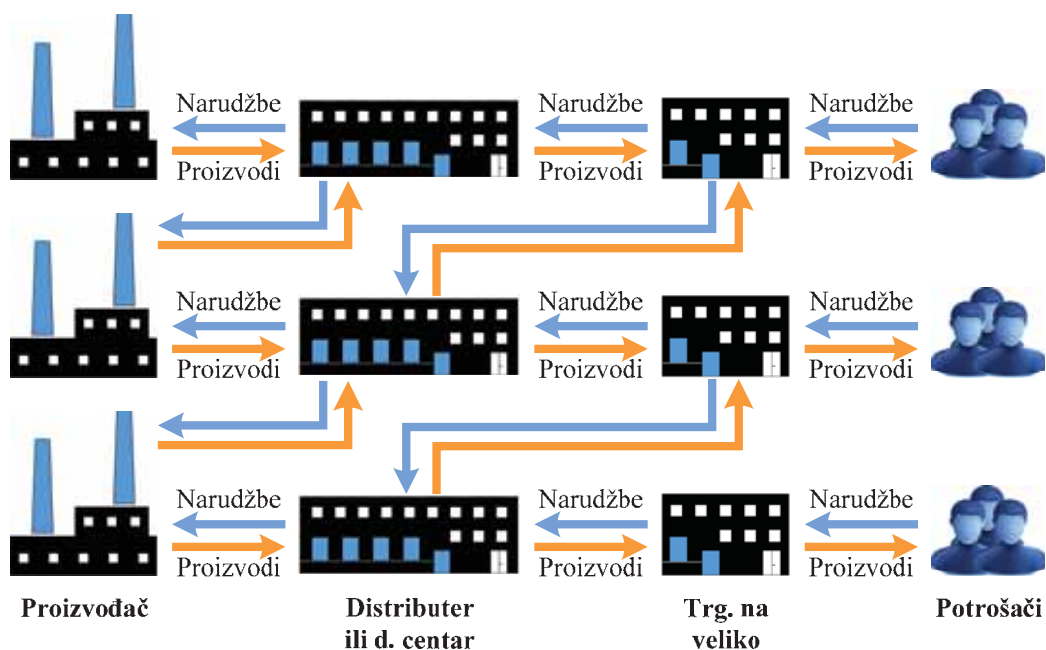 Narudžbe Narudžbe Narudžbe
Proizvodi Proizvodi Proizvodi
Narudžbe Narudžbe Narudžbe
Proizvodi Proizvodi Proizvodi
Narudžbe Narudžbe Narudžbe
Proizvodi Proizvodi Proizvodi
Proizvođač
Distributer
ili d. centar
Trg. na
veliko
Potrošači